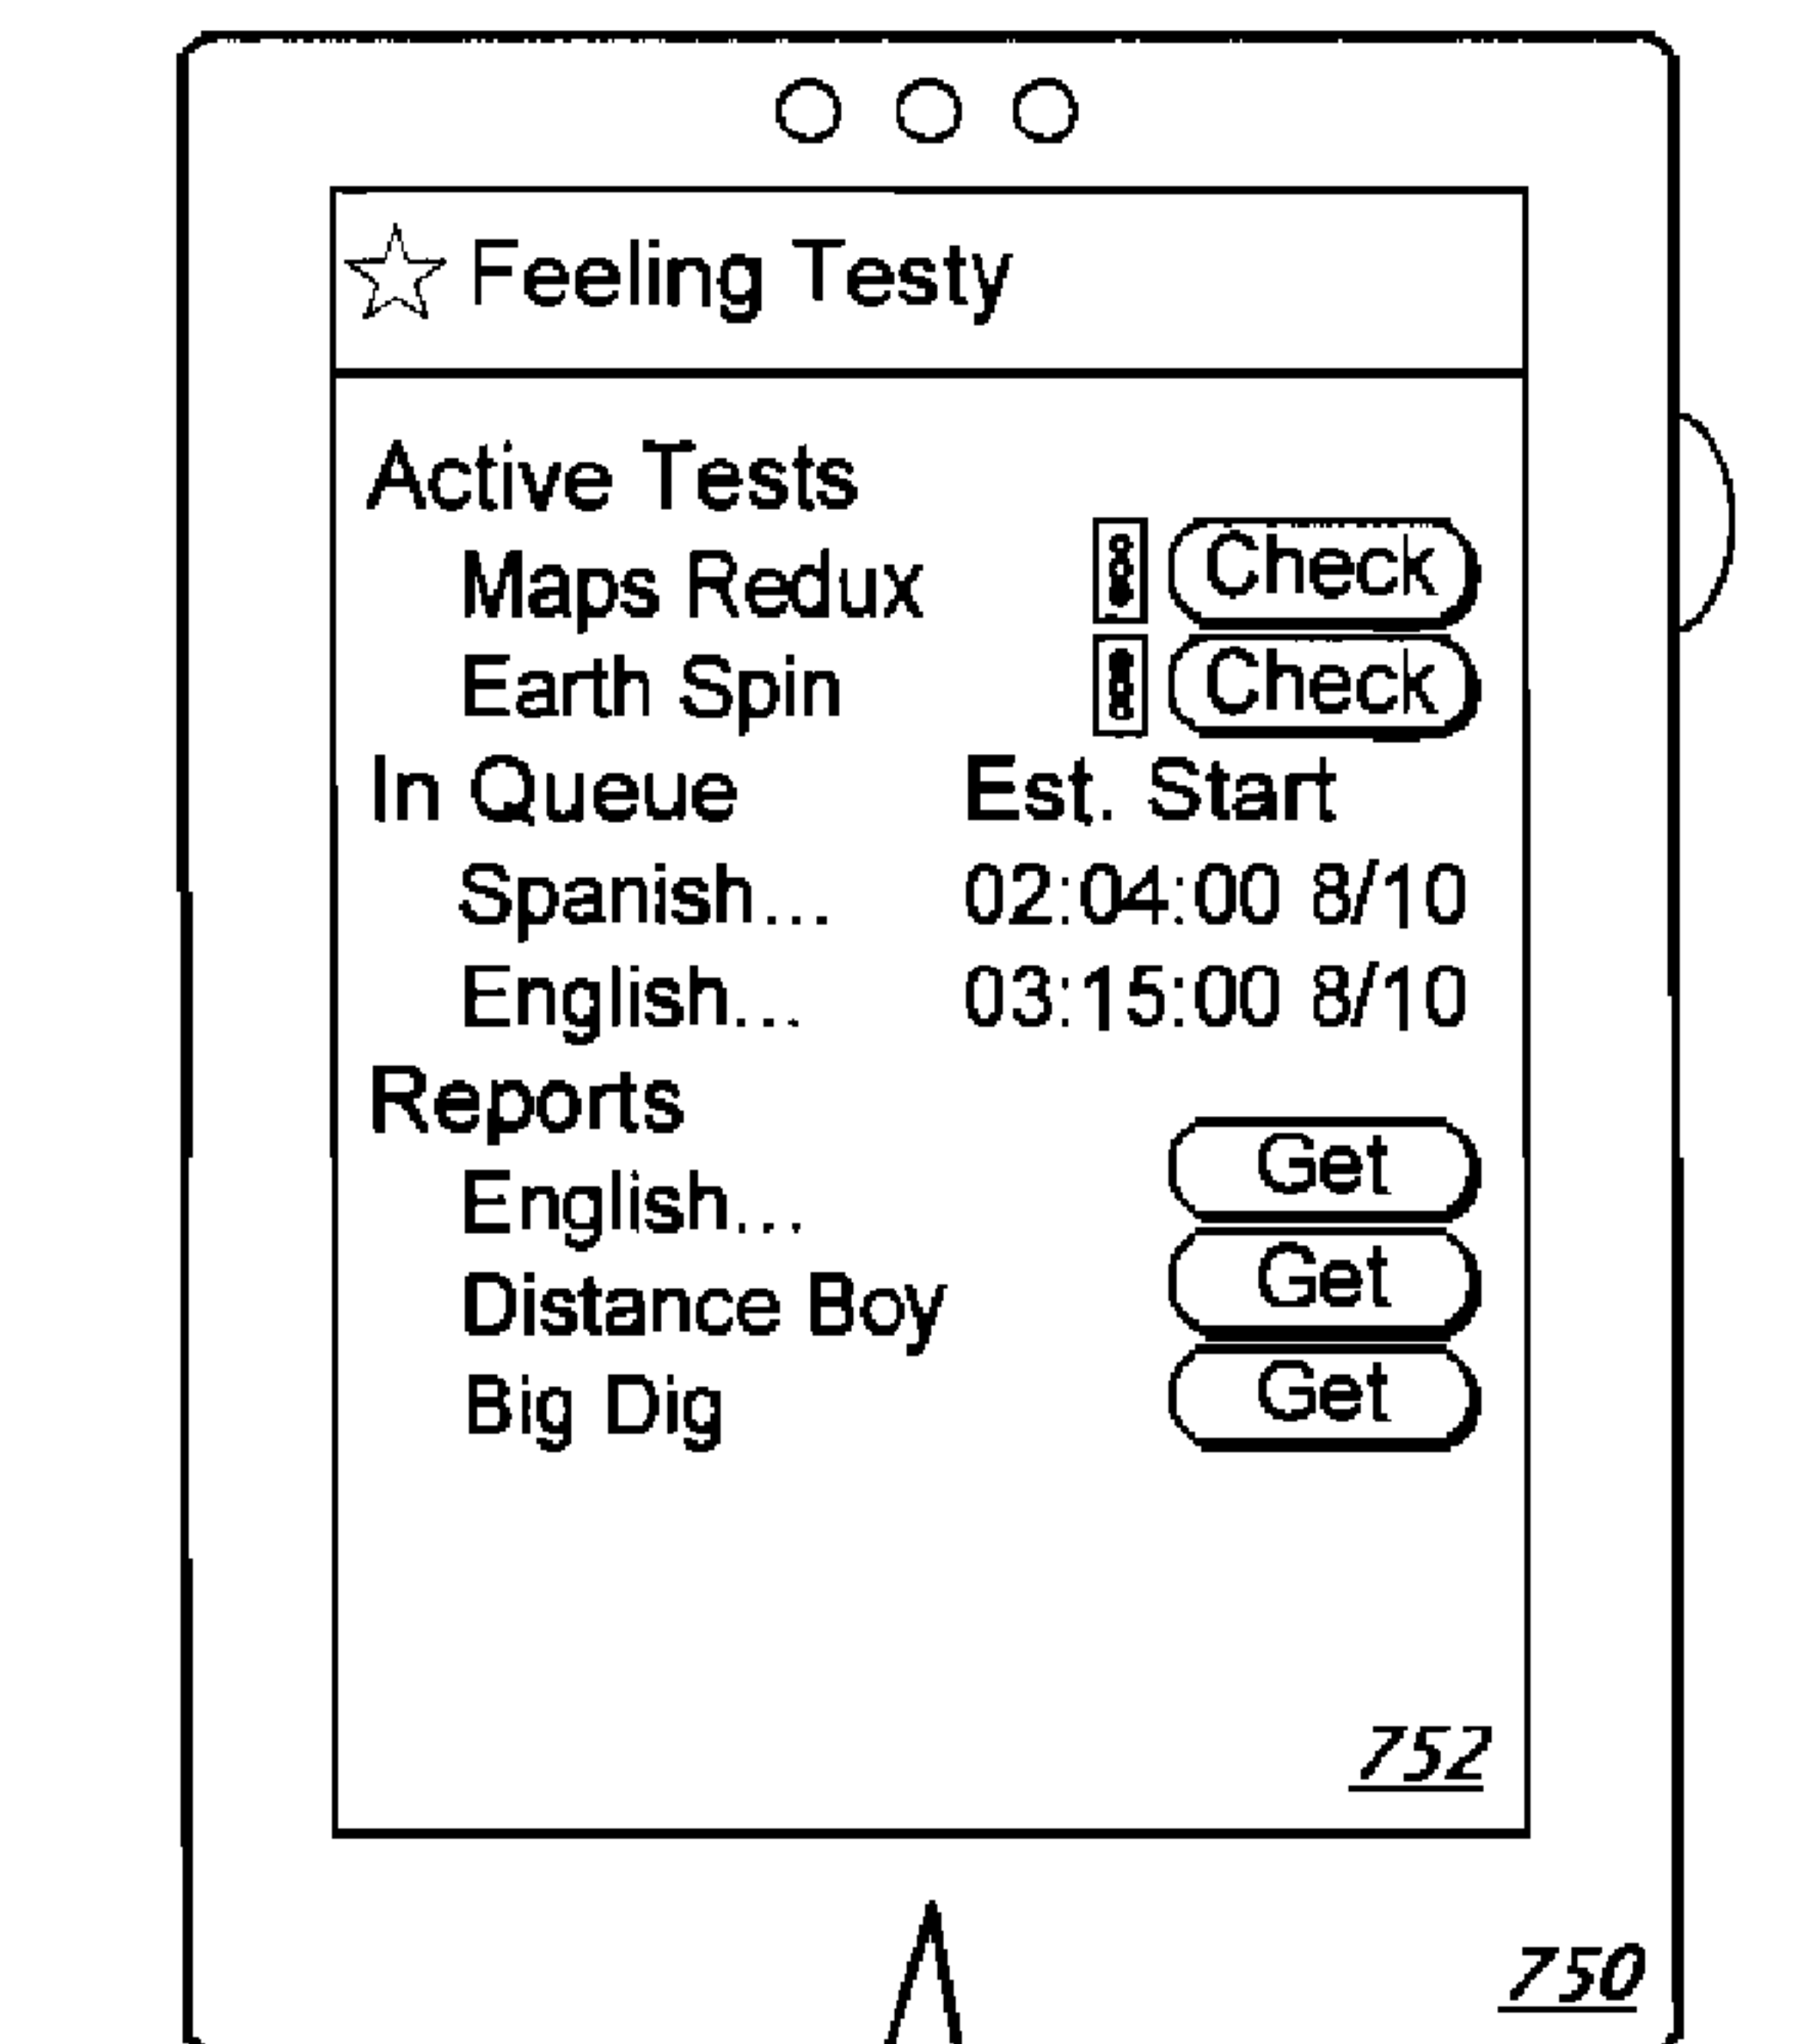 Feeling Testy
Active Tests
Maps Redux Check
Earth Spin Check
In Queue Est. Start
Spanish... 02:04:00 8/10
English... 03:15:00 8/10
Reports
English... Get
Distance Boy Get
Big Dig Get
752
750